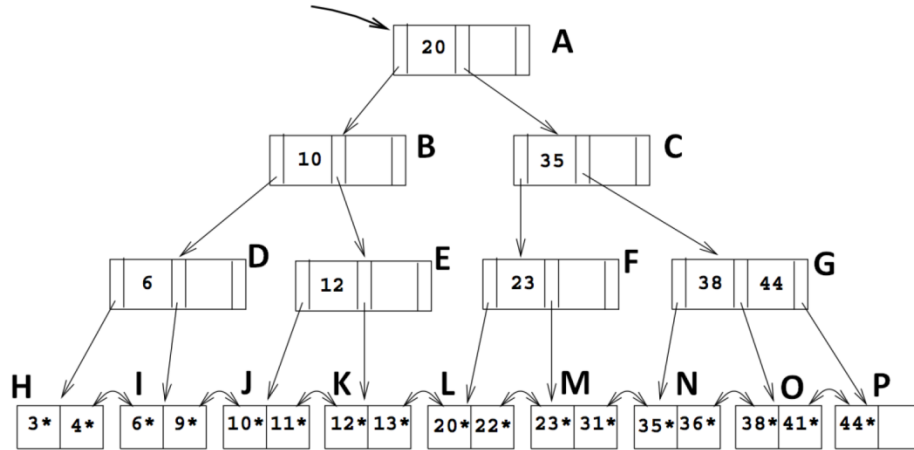 20 A
10 B 35 C
6 D 12 E 23 F 38 44 G
H I J K L M N O P
3* 4* 6* 9* 10* 11* 12* 13* 20* 22* 23* 31* 35* 36* 38* 41* 44*